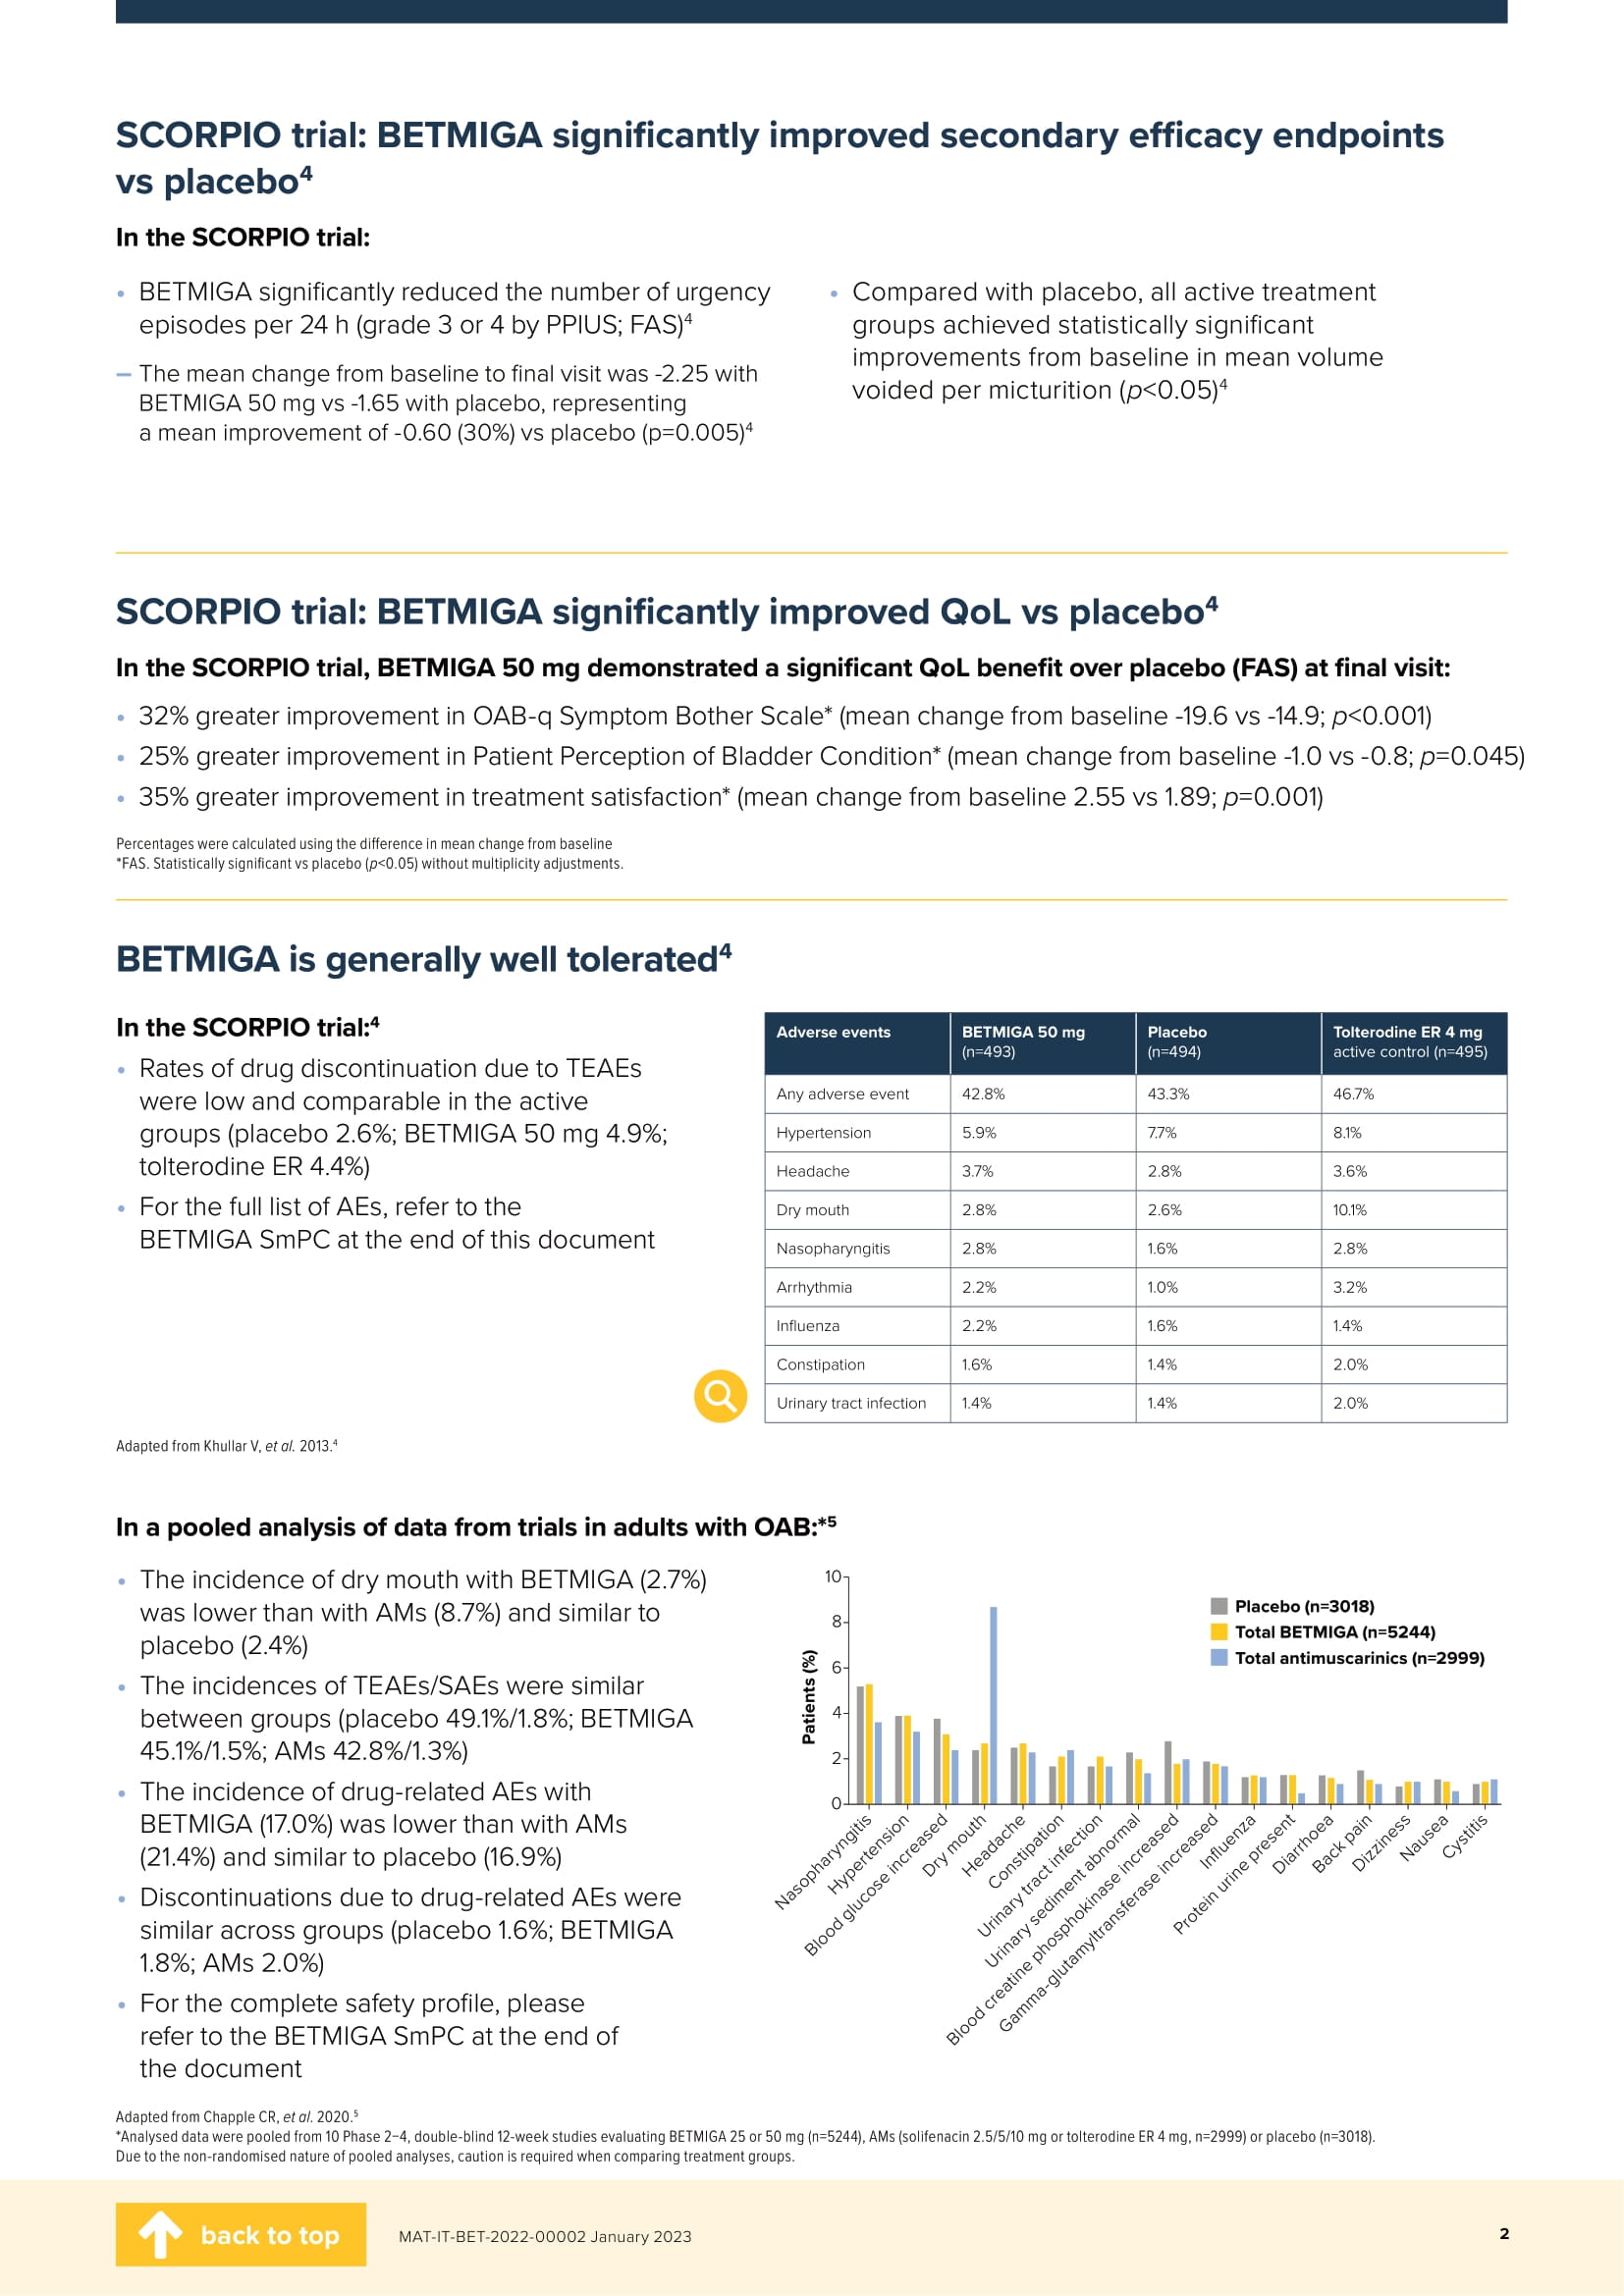 SCORPIO trial: BETMIGA significantly improved secondary efficacy endpoints
vs placebo⁴
In the SCORPIO trial:
• BETMIGA significantly reduced the number of urgency
episodes per 24 h (grade 3 or 4 by PPIUS; FAS)⁴
– The mean change from baseline to final visit was -2.25 with
BETMIGA 50 mg vs -1.65 with placebo, representing
a mean improvement of -0.60 (30%) vs placebo (p=0.005)⁴
• Compared with placebo, all active treatment
groups achieved statistically significant
improvements from baseline in mean volume
voided per micturition (p<0.05)⁴
SCORPIO trial: BETMIGA significantly improved QoL vs placebo⁴
In the SCORPIO trial, BETMIGA 50 mg demonstrated a significant QoL benefit over placebo (FAS) at final visit:
• 32% greater improvement in OAB-q Symptom Bother Scale* (mean change from baseline -19.6 vs -14.9; p<0.001)
• 25% greater improvement in Patient Perception of Bladder Condition* (mean change from baseline -1.0 vs -0.8; p=0.045)
• 35% greater improvement in treatment satisfaction* (mean change from baseline 2.55 vs 1.89; p=0.001)
Percentages were calculated using the difference in mean change from baseline
*FAS. Statistically significant vs placebo (p<0.05) without multiplicity adjustments.
BETMIGA is generally well tolerated⁴
In the SCORPIO trial:⁴
• Rates of drug discontinuation due to TEAEs
were low and comparable in the active
groups (placebo 2.6%; BETMIGA 50 mg 4.9%;
tolterodine ER 4.4%)
• For the full list of AEs, refer to the
BETMIGA SmPC at the end of this document
Adverse events BETMIGA 50 mg (n=493) Placebo (n=494) Tolterodine ER 4 mg active control (n=495)
Any adverse event 42.8% 43.3% 46.7%
Hypertension 5.9% 7.7% 8.1%
Headache 3.7% 2.8% 3.6%
Dry mouth 2.8% 2.6% 10.1%
Nasopharyngitis 2.8% 1.6% 2.8%
Arrhythmia 2.2% 1.0% 3.2%
Influenza 2.2% 1.6% 1.4%
Constipation 1.6% 1.4% 2.0%
Urinary tract infection 1.4% 1.4% 2.0%
Adapted from Khullar V, et al. 2013.⁴
In a pooled analysis of data from trials in adults with OAB:*⁵
• The incidence of dry mouth with BETMIGA (2.7%)
was lower than with AMs (8.7%) and similar to
placebo (2.4%)
• The incidences of TEAEs/SAEs were similar
between groups (placebo 49.1%/1.8%; BETMIGA
45.1%/1.5%; AMs 42.8%/1.3%)
• The incidence of drug-related AEs with
BETMIGA (17.0%) was lower than with AMs
(21.4%) and similar to placebo (16.9%)
• Discontinuations due to drug-related AEs were
similar across groups (placebo 1.6%; BETMIGA
1.8%; AMs 2.0%)
• For the complete safety profile, please
refer to the BETMIGA SmPC at the end of
the document
Patients (%)
10
8
6
4
2
0
Placebo (n=3018)
Total BETMIGA (n=5244)
Total antimuscarinics (n=2999)
Nasopharyngitis
Hypertension
Blood glucose increased
Dry mouth
Headache
Constipation
Urinary tract infection
Urinary sediment abnormal
Blood creatine phosphokinase increased
Gamma-glutamyltransferase increased
Influenza
Protein urine present
Diarrhoea
Back pain
Dizziness
Nausea
Cystitis
Adapted from Chapple CR, et al. 2020.⁵
*Analysed data were pooled from 10 Phase 2–4, double-blind 12-week studies evaluating BETMIGA 25 or 50 mg (n=5244), AMs (solifenacin 2.5/5/10 mg or tolterodine ER 4 mg, n=2999) or placebo (n=3018).
Due to the non-randomised nature of pooled analyses, caution is required when comparing treatment groups.
back to top
MAT-IT-BET-2022-00002 January 2023
2